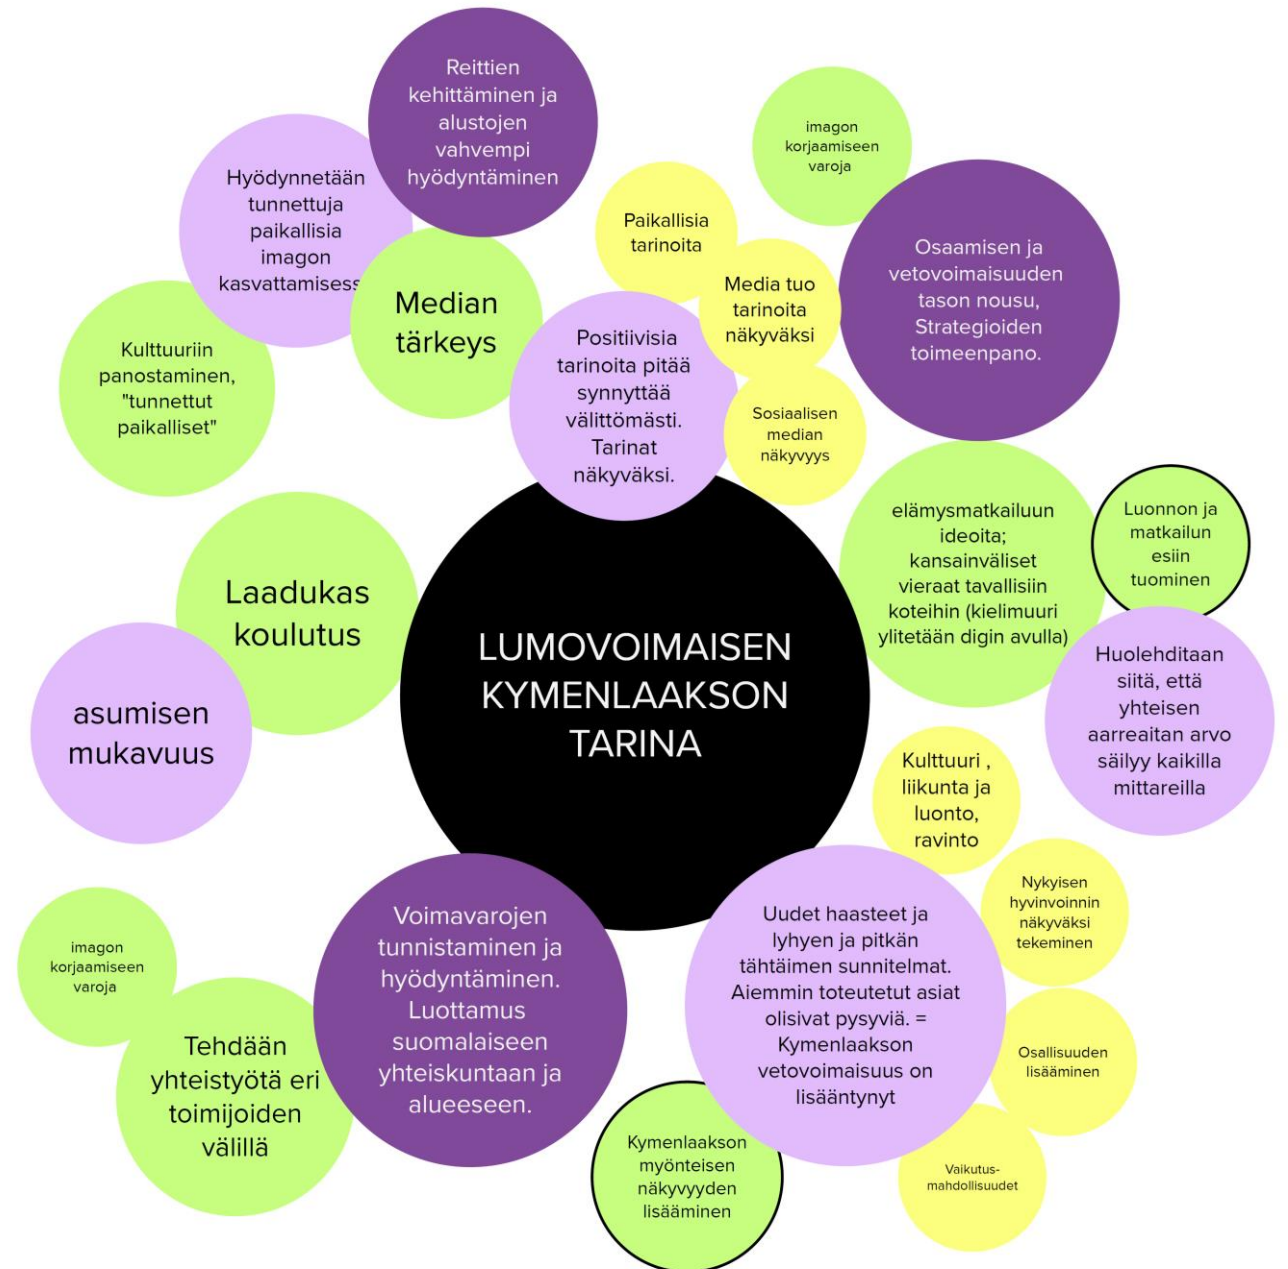 Reittien
kehittäminen ja
alustojen
vahvempi
hyödyntäminen
imagon
korjaamiseen
varoja
Hyödynnetään
tunnettuja
paikallisia
imagon
kasvattamisess
Paikallisia
tarinoita
Osaamisen ja
vetovoimaisuuden
tason nousu,
Strategioiden
toimeenpano.
Median
tärkeys
Media tuo
tarinoita
näkyväksi
Kulttuuriin
panostaminen,
"tunnettut
paikalliset"
Positiivisia
tarinoita pitää
synnyttää
välittömästi.
Tarinat
näkyväksi.
Sosiaalisen
median
näkyvyys
elämysmatkailuun
ideoita;
kansainväliset
vieraat tavallisiin
koteihin (kielimuuri
ylitetään digin avulla)
Luonnon ja
matkailun
esiin
tuominen
Laadukas
koulutus
LUMOVOIMAISEN
KYMENLAAKSON
TARINA
Huolehditaan
siitä, että
yhteisen
aarreaitan arvo
säilyy kaikilla
mittareilla
asumisen
mukavuus
Kulttuuri ,
liikunta ja
luonto,
ravinto
Nykyisen
hyvinvoinnin
näkyväksi
tekeminen
imagon
korjaamiseen
varoja
Voimavarojen
tunnistaminen ja
hyödyntäminen.
Luottamus
suomalaiseen
yhteiskuntaan ja
alueeseen.
Uudet haasteet ja
lyhyen ja pitkän
tähtäimen sunnitelmat.
Aiemmin toteutetut asiat
olisivat pysyviä. =
Kymenlaakson
vetovoimaisuus on
lisääntynyt
Osallisuuden
lisääminen
Tehdään
yhteistyötä eri
toimijoiden
välillä
Kymenlaakson
myönteisen
näkyvyyden
lisääminen
Vaikutus-
mahdollisuudet